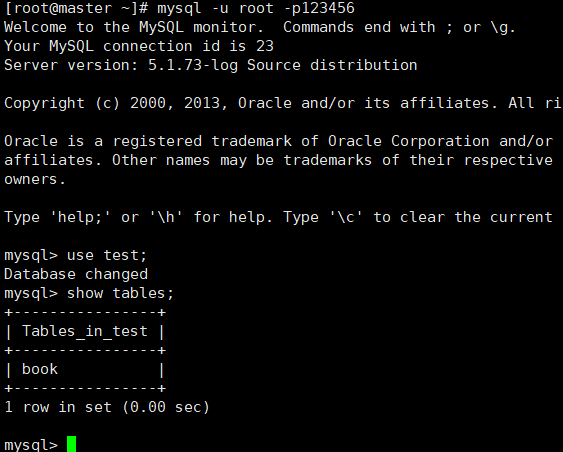 [root@master ~]# mysql -u root -p123456
Welcome to the MySQL monitor.  Commands end with ; or \g.
Your MySQL connection id is 23
Server version: 5.1.73-log Source distribution
Copyright (c) 2000, 2013, Oracle and/or its affiliates. All ri
Oracle is a registered trademark of Oracle Corporation and/or
affiliates. Other names may be trademarks of their respective
owners.
Type 'help;' or '\h' for help. Type '\c' to clear the current
mysql> use test;
Database changed
mysql> show tables;
+----------------+
| Tables_in_test |
+----------------+
| book           |
+----------------+
1 row in set (0.00 sec)
mysql>